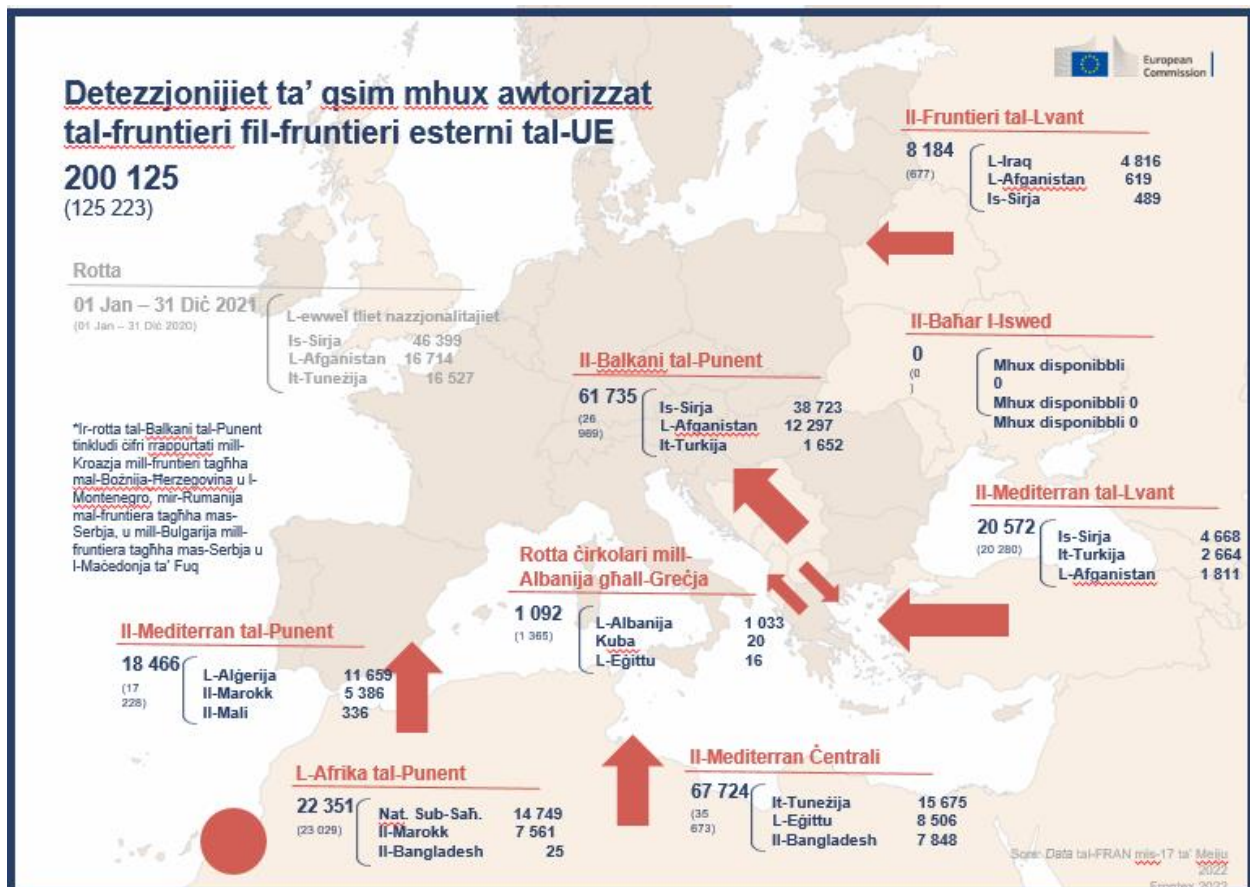 European
Commission
Detezzjonijiet ta’ qsim mhux awtorizzat
tal-fruntieri fil-fruntieri esterni tal-UE
200 125
(125 223)
Rotta
01 Jan – 31 Diċ 2021
(01 Jan – 31 Diċ 2020)
L-ewwel tliet nazzjonalitajiet
Is-Sirja 46 399
L-Afganistan 16 714
It-Tuneżija 16 527
*Ir-rotta tal-Balkani tal-Punent
tinkludi ċifri rrappurtati mill-
Kroazja mill-fruntieri tagħha
mal-Bożnija-Ħerzegovina u l-
Montenegro, mir-Rumanija
mal-fruntiera tagħha mas-
Serbja, u mill-Bulgarija mill-
fruntiera tagħha mas-Serbja u
l-Maċedonja ta’ Fuq
Il-Fruntieri tal-Lvant
8 184
(677)
L-Iraq 4 816
L-Afganistan 619
Is-Sirja 489
Il-Baħar l-Iswed
0
(0
)
Mhux disponibbli
0
Mhux disponibbli 0
Mhux disponibbli 0
Il-Balkani tal-Punent
61 735
(26
969)
Is-Sirja 38 723
L-Afganistan 12 297
It-Turkija 1 652
Il-Mediterran tal-Lvant
20 572
(20 280)
Is-Sirja 4 668
It-Turkija 2 664
L-Afganistan 1 811
Rotta ċirkolari mill-
Albanija għall-Greċja
1 092
(1 365)
L-Albanija 1 033
Kuba 20
L-Eġittu 16
Il-Mediterran tal-Punent
18 466
(17
228)
L-Alġerija 11 659
Il-Marokk 5 386
Il-Mali 336
L-Afrika tal-Punent
22 351
(23 029)
Nat. Sub-Saħ. 14 749
Il-Marokk 7 561
Il-Bangladesh 25
Il-Mediterran Ċentrali
67 724
(35
673)
It-Tuneżija 15 675
L-Eġittu 8 506
Il-Bangladesh 7 848
Sors: Data tal-FRAN mis-17 ta’ Mejju
2022
Frontex 2022